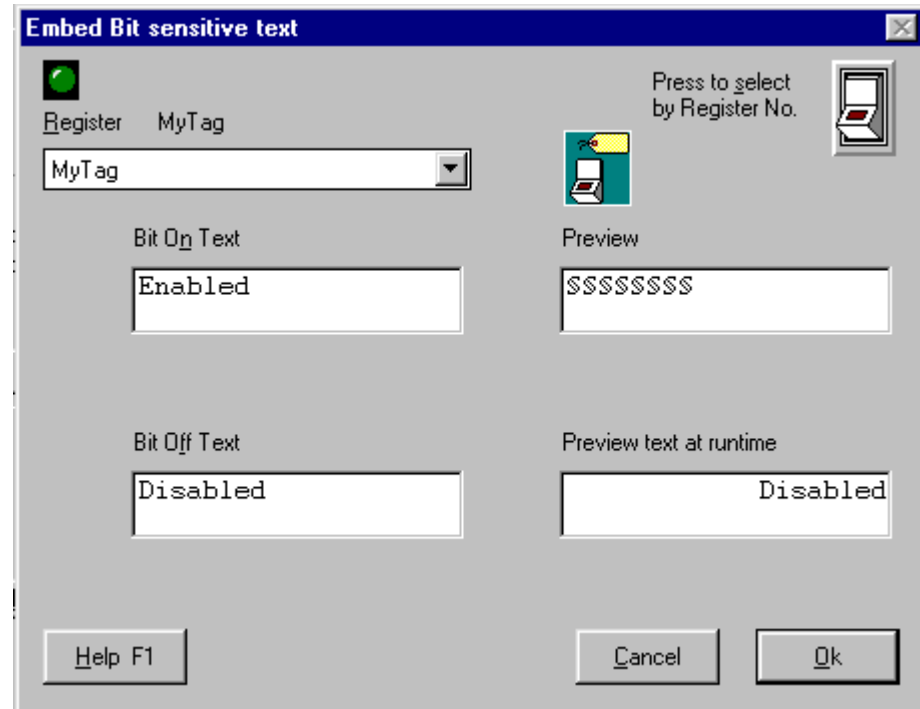 Embed Bit sensitive text
Press to select
by Register No.
Register MyTag
MyTag
Bit On Text
Preview
Enabled
SSSSSSSS
Bit Off Text
Preview text at runtime
Disabled
Disabled
Help F1
Cancel
Ok